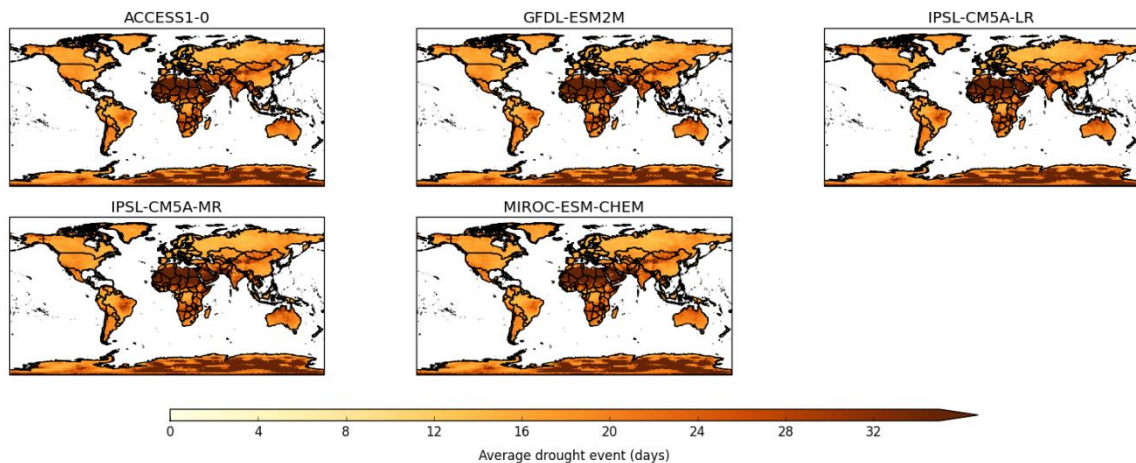 ACCESS1-0
GFDL-ESM2M
IPSL-CM5A-LR
IPSL-CM5A-MR
MIROC-ESM-CHEM
0 4 8 12 16 20 24 28 32
Average drought event (days)